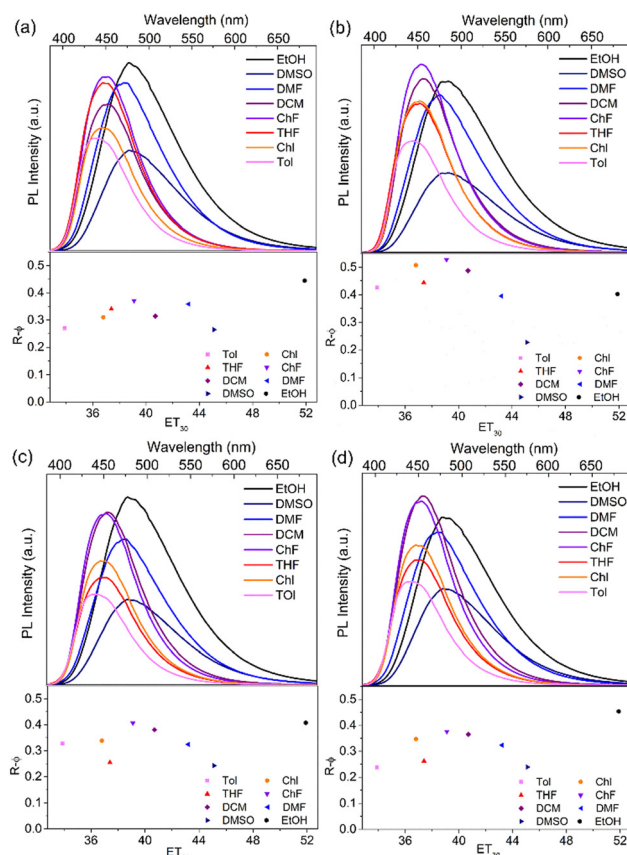 (a)
Wavelength (nm)
400 450 500 550 600 650
PL Intensity (a.u.)
EtOH
DMSO
DMF
DCM
ChF
THF
Chl
Tol
R-ϕ
0.5
0.4
0.3
0.2
0.1
0.0
Tol Chl
THF ChF
DCM DMF
DMSO EtOH
36 40 44 48 52
ET30
(b)
Wavelength (nm)
400 450 500 550 600 650
PL Intensity (a.u.)
EtOH
DMSO
DMF
DCM
ChF
THF
Chl
Tol
R-ϕ
0.5
0.4
0.3
0.2
0.1
0.0
Tol Chl
THF ChF
DCM DMF
DMSO EtOH
36 40 44 48 52
ET30
(c)
Wavelength (nm)
400 450 500 550 600 650
PL Intensity (a.u.)
EtOH
DMSO
DMF
DCM
ChF
THF
Chl
TOl
R-ϕ
0.5
0.4
0.3
0.2
0.1
0.0
Tol Chl
THF ChF
DCM DMF
DMSO EtOH
36 40 44 48 52
ET
(d)
Wavelength (nm)
400 450 500 550 600 650
PL Intensity (a.u.)
EtOH
DMSO
DMF
DCM
ChF
THF
Chl
Tol
R-ϕ
0.5
0.4
0.3
0.2
0.1
0.0
Tol Chl
THF ChF
DCM DMF
DMSO EtOH
36 40 44 48 52
ET30